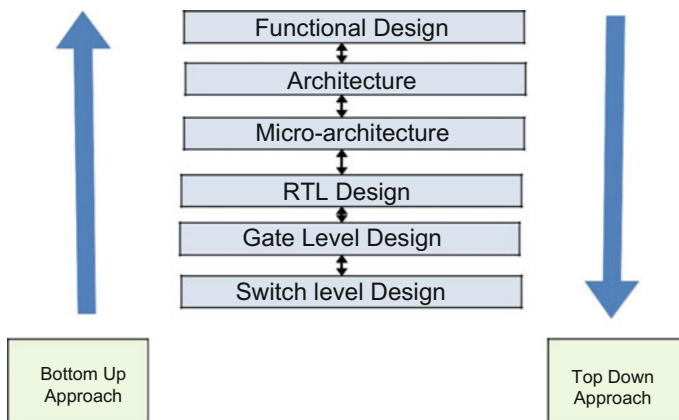 Functional Design
Architecture
Micro-architecture
RTL Design
Gate Level Design
Switch level Design
Bottom Up
Approach
Top Down
Approach